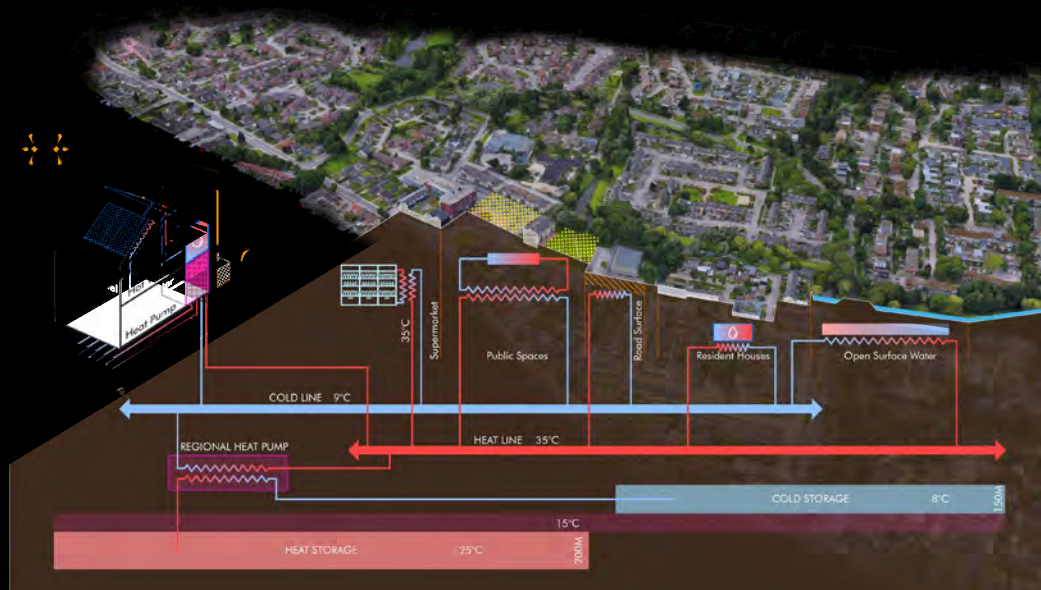 Heat Pump
35°C
Supermarket
Public Spaces
Road Surface
Resident Houses
Open Surface Water
COLD LINE 9°C
HEAT LINE 35°C
REGIONAL HEAT PUMP
COLD STORAGE 8°C
150M
15°C
HEAT STORAGE 25°C
200M